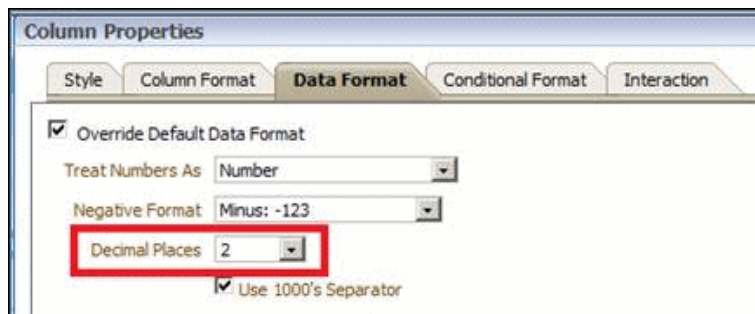 Column Properties
Style Column Format Data Format Conditional Format Interaction
Override Default Data Format
Treat Numbers As Number
Negative Format Minus: -123
Decimal Places 2
Use 1000's Separator